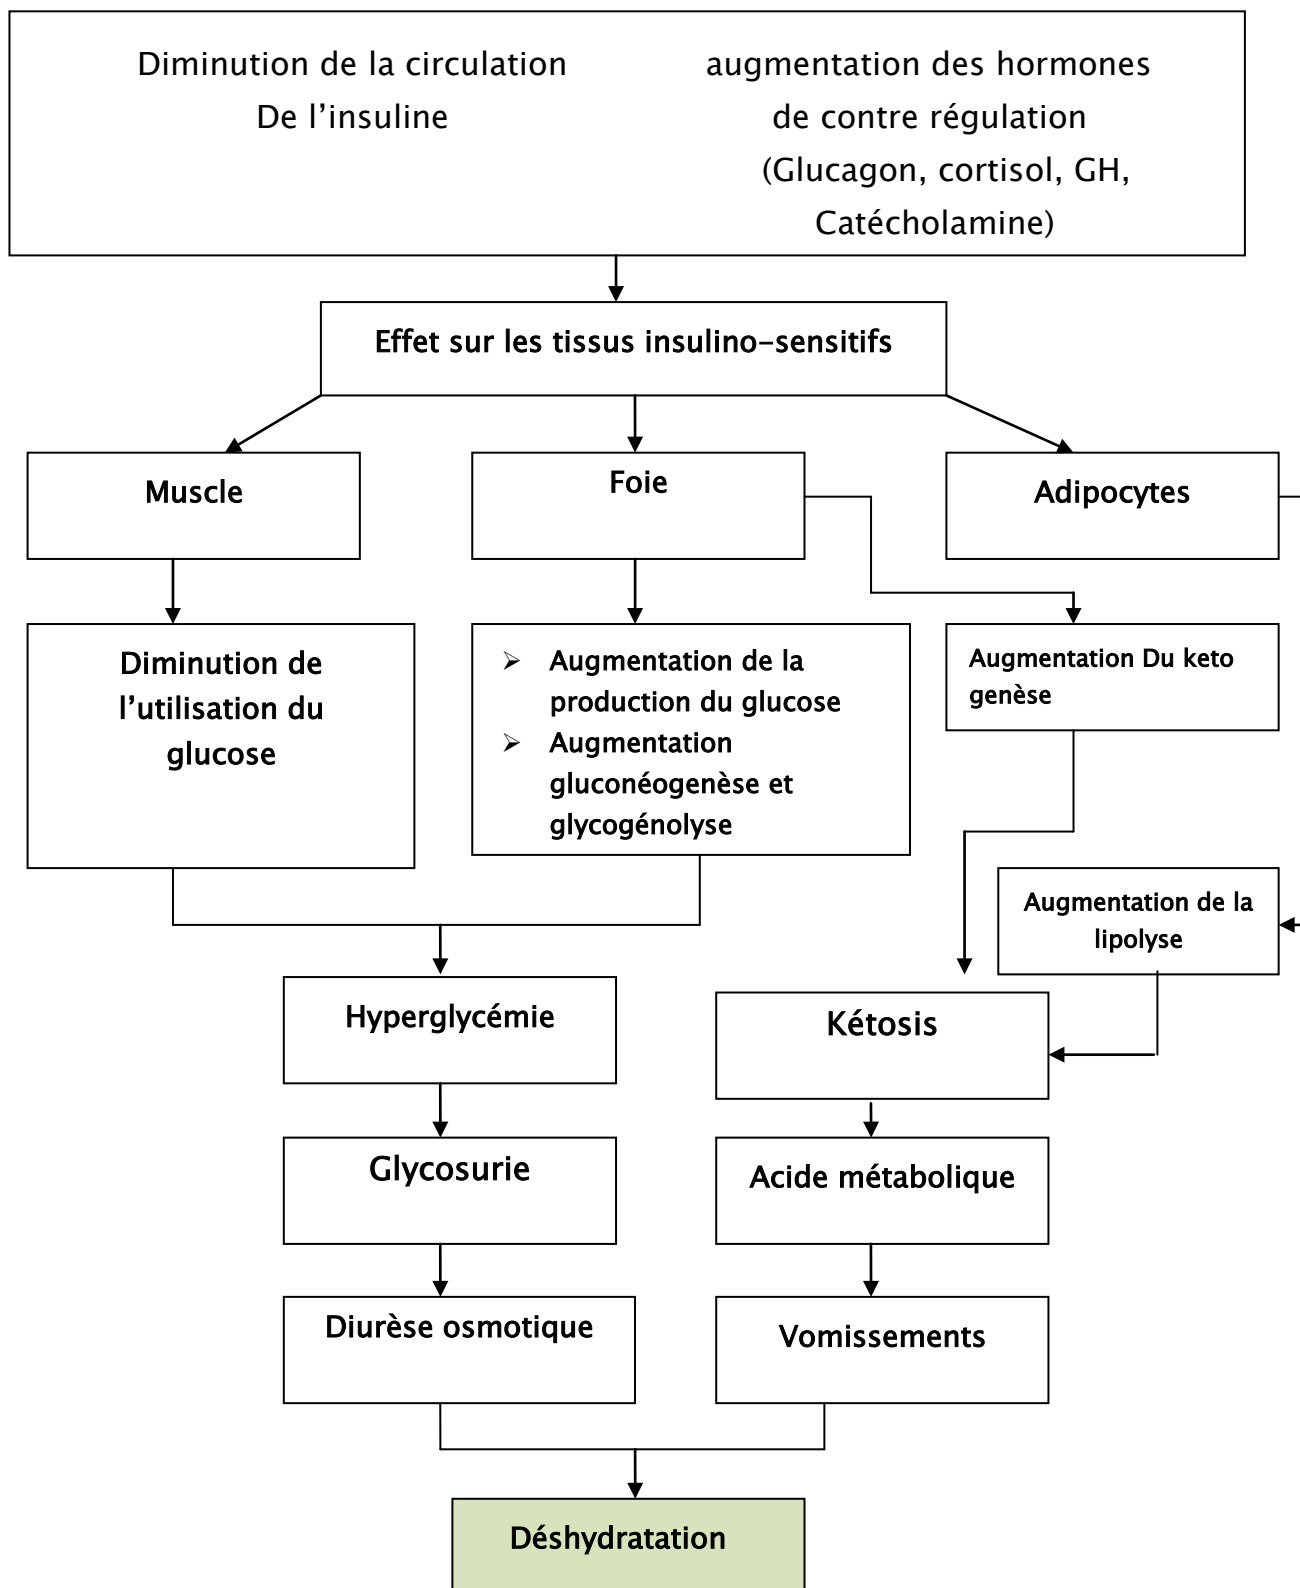 Diminution de la circulation
De l’insuline
augmentation des hormones
de contre régulation
(Glucagon, cortisol, GH,
Catécholamine)
Effet sur les tissus insulino-sensitifs
Muscle
Foie
Adipocytes
Diminution de
l’utilisation du
glucose
➢ Augmentation de la
production du glucose
➢ Augmentation
gluconéogenèse et
glycogénolyse
Augmentation Du keto
genèse
Augmentation de la
lipolyse
Hyperglycémie
Kétosis
Glycosurie
Acide métabolique
Diurèse osmotique
Vomissements
Déshydratation